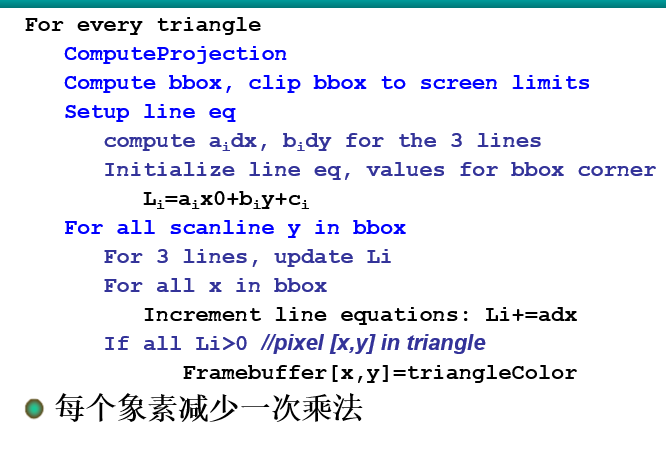 For every triangle
ComputeProjection
Compute bbox, clip bbox to screen limits
Setup line eq
compute aᵢdx, bᵢdy for the 3 lines
Initialize line eq, values for bbox corner
Lᵢ=aᵢx0+bᵢy+cᵢ
For all scanline y in bbox
For 3 lines, update Li
For all x in bbox
Increment line equations: Li+=adx
If all Li>0 //pixel [x,y] in triangle
Framebuffer[x,y]=triangleColor
每个象素减少一次乘法